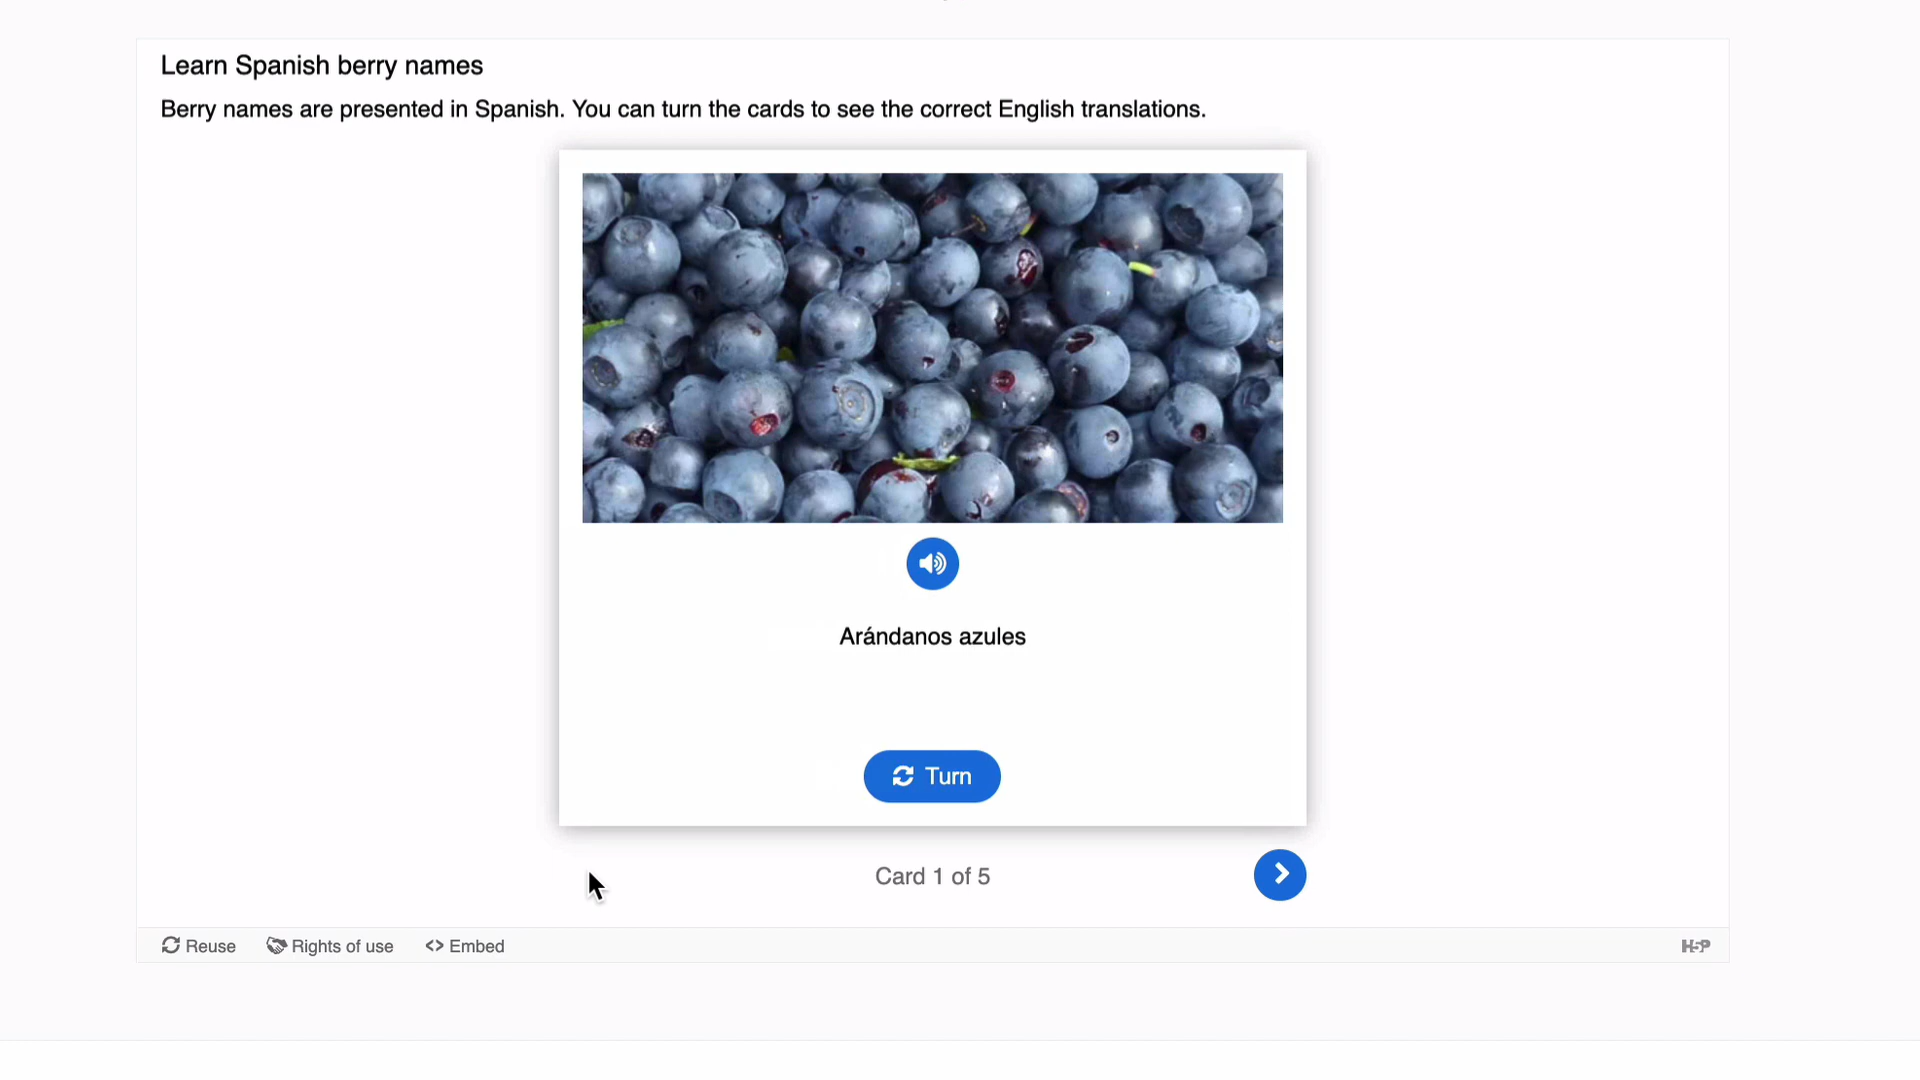 Learn Spanish berry names
Berry names are presented in Spanish. You can turn the cards to see the correct English translations.
Arándanos azules
Turn
Card 1 of 5
Reuse
Rights of use
<> Embed
H5P